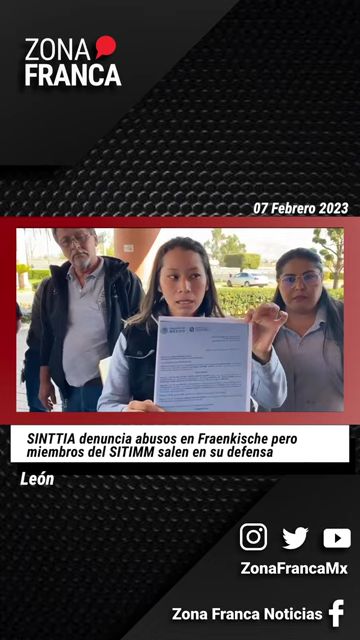 ZONA
FRANCA
07 Febrero 2023
SINTTIA denuncia abusos en Fraenkische pero
miembros del SITIMM salen en su defensa
León
ZonaFrancaMx
Zona Franca Noticias